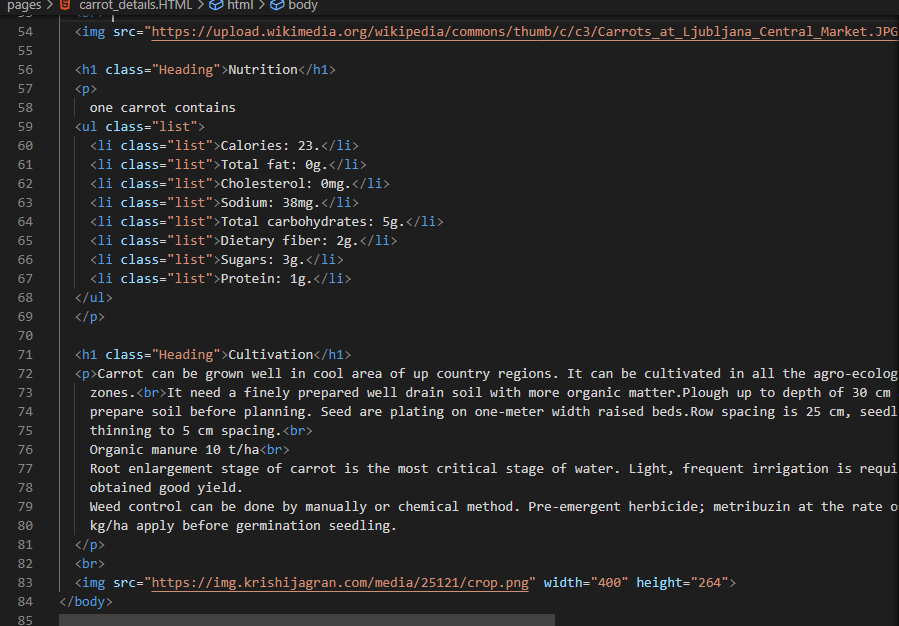 pages > carrot_details.HTML > html > body
54 <img src="https://upload.wikimedia.org/wikipedia/commons/thumb/c/c3/Carrots_at_Ljubljana_Central_Market.JPG
55
56 <h1 class="Heading">Nutrition</h1>
57 <p>
58 one carrot contains
59 <ul class="list">
60 <li class="list">Calories: 23.</li>
61 <li class="list">Total fat: 0g.</li>
62 <li class="list">Cholesterol: 0mg.</li>
63 <li class="list">Sodium: 38mg.</li>
64 <li class="list">Total carbohydrates: 5g.</li>
65 <li class="list">Dietary fiber: 2g.</li>
66 <li class="list">Sugars: 3g.</li>
67 <li class="list">Protein: 1g.</li>
68 </ul>
69 </p>
70
71 <h1 class="Heading">Cultivation</h1>
72 <p>Carrot can be grown well in cool area of up country regions. It can be cultivated in all the agro-ecolog
73 zones.<br>It need a finely prepared well drain soil with more organic matter.Plough up to depth of 30 cm
74 prepare soil before planning. Seed are plating on one-meter width raised beds.Row spacing is 25 cm, seedl
75 thinning to 5 cm spacing.<br>
76 Organic manure 10 t/ha<br>
77 Root enlargement stage of carrot is the most critical stage of water. Light, frequent irrigation is requi
78 obtained good yield.
79 Weed control can be done by manually or chemical method. Pre-emergent herbicide; metribuzin at the rate o
80 kg/ha apply before germination seedling.
81 </p>
82 <br>
83 <img src="https://img.krishijagran.com/media/25121/crop.png" width="400" height="264">
84 </body>
85